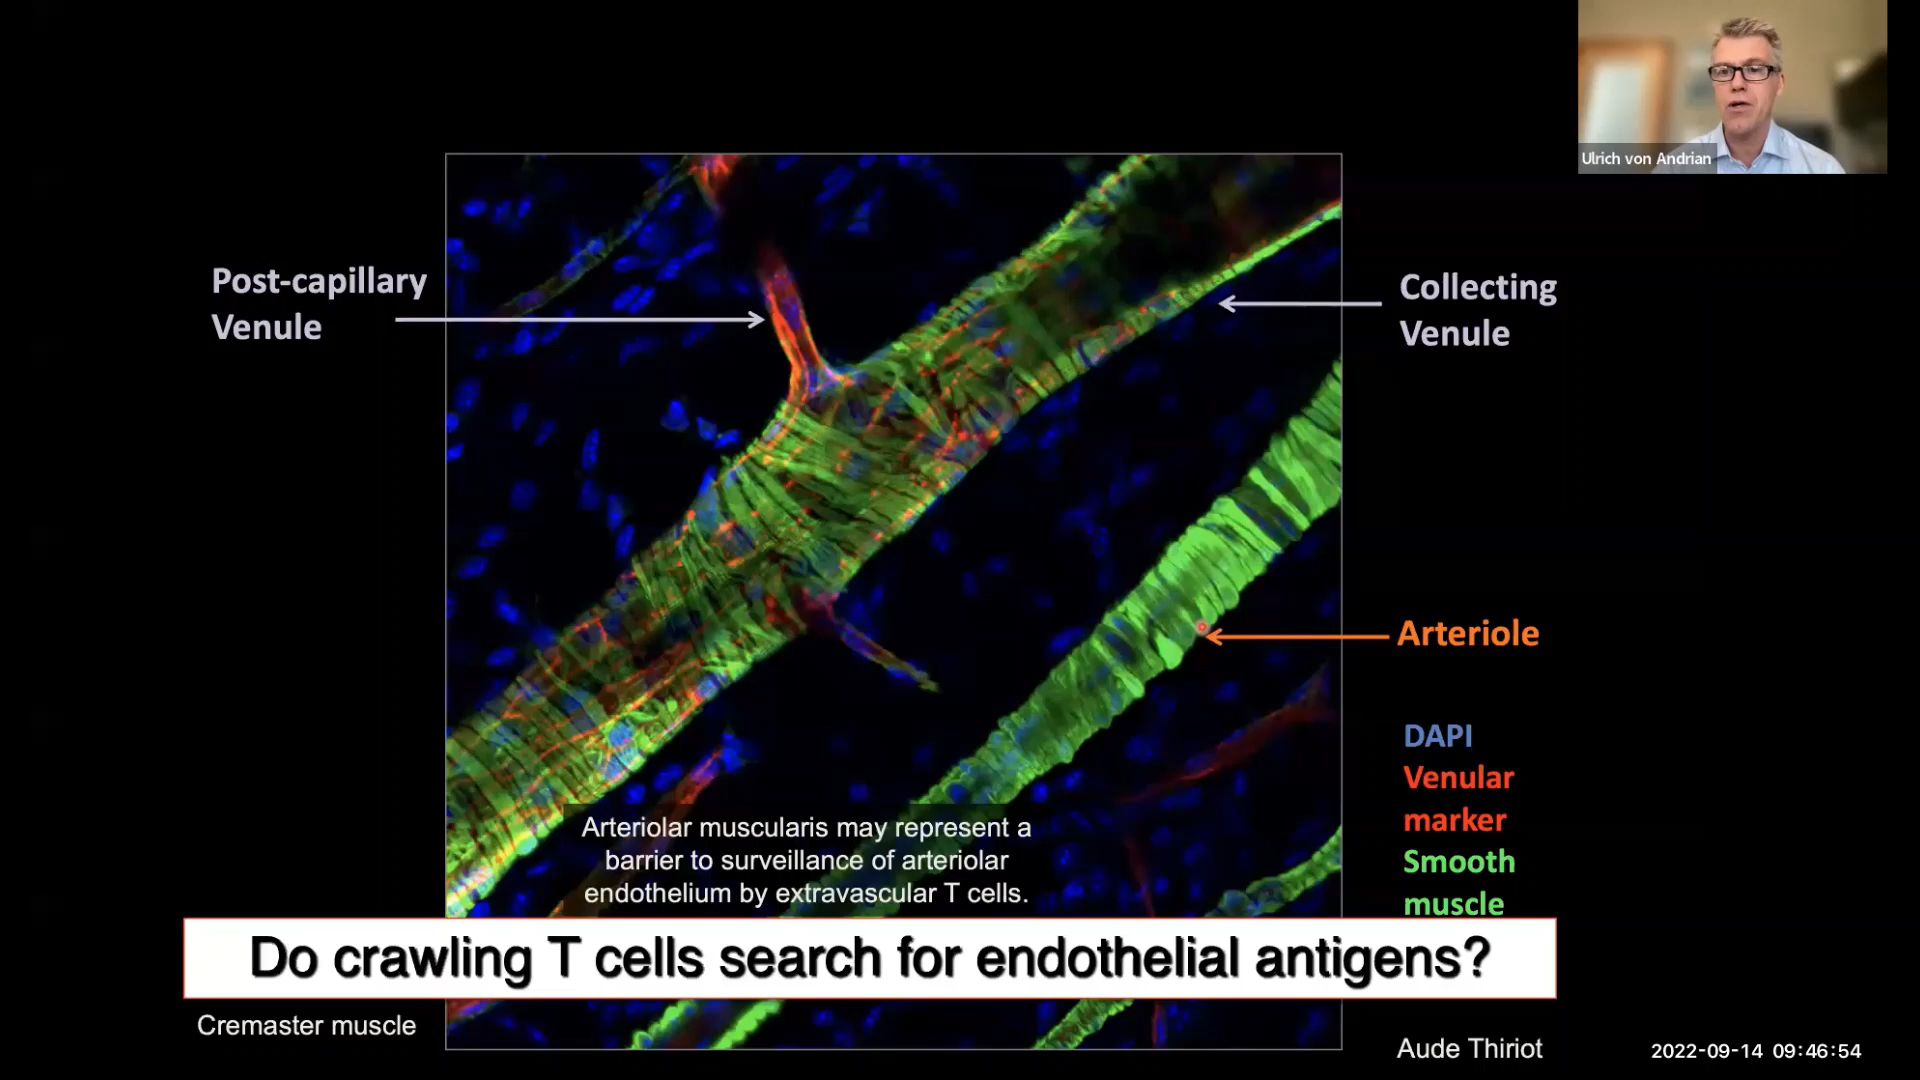 Ulrich von Andrian
Post-capillary
Venule
Collecting
Venule
Arteriole
DAPI
Venular
marker
Smooth
muscle
Arteriolar muscularis may represent a
barrier to surveillance of arteriolar
endothelium by extravascular T cells.
Do crawling T cells search for endothelial antigens?
Cremaster muscle
Aude Thiriot
2022-09-14 09:46:54